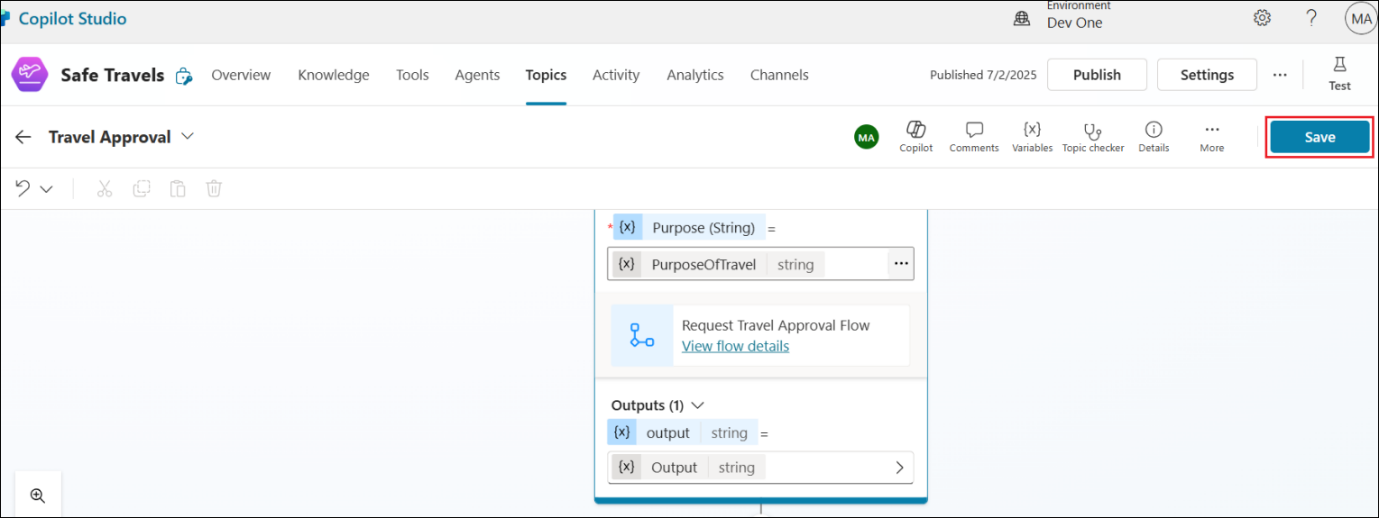 Copilot Studio
Environment
Dev One
?
MA
Safe Travels
Overview
Knowledge
Tools
Agents
Topics
Activity
Analytics
Channels
Published 7/2/2025
Publish
Settings
...
Test
Travel Approval
MA
Copilot
Comments
{x}
Variables
Topic checker
Details
...
More
Save
* {x} Purpose (String) =
{x} PurposeOfTravel string ...
Request Travel Approval Flow
View flow details
Outputs (1)
{x} output string =
{x} Output string